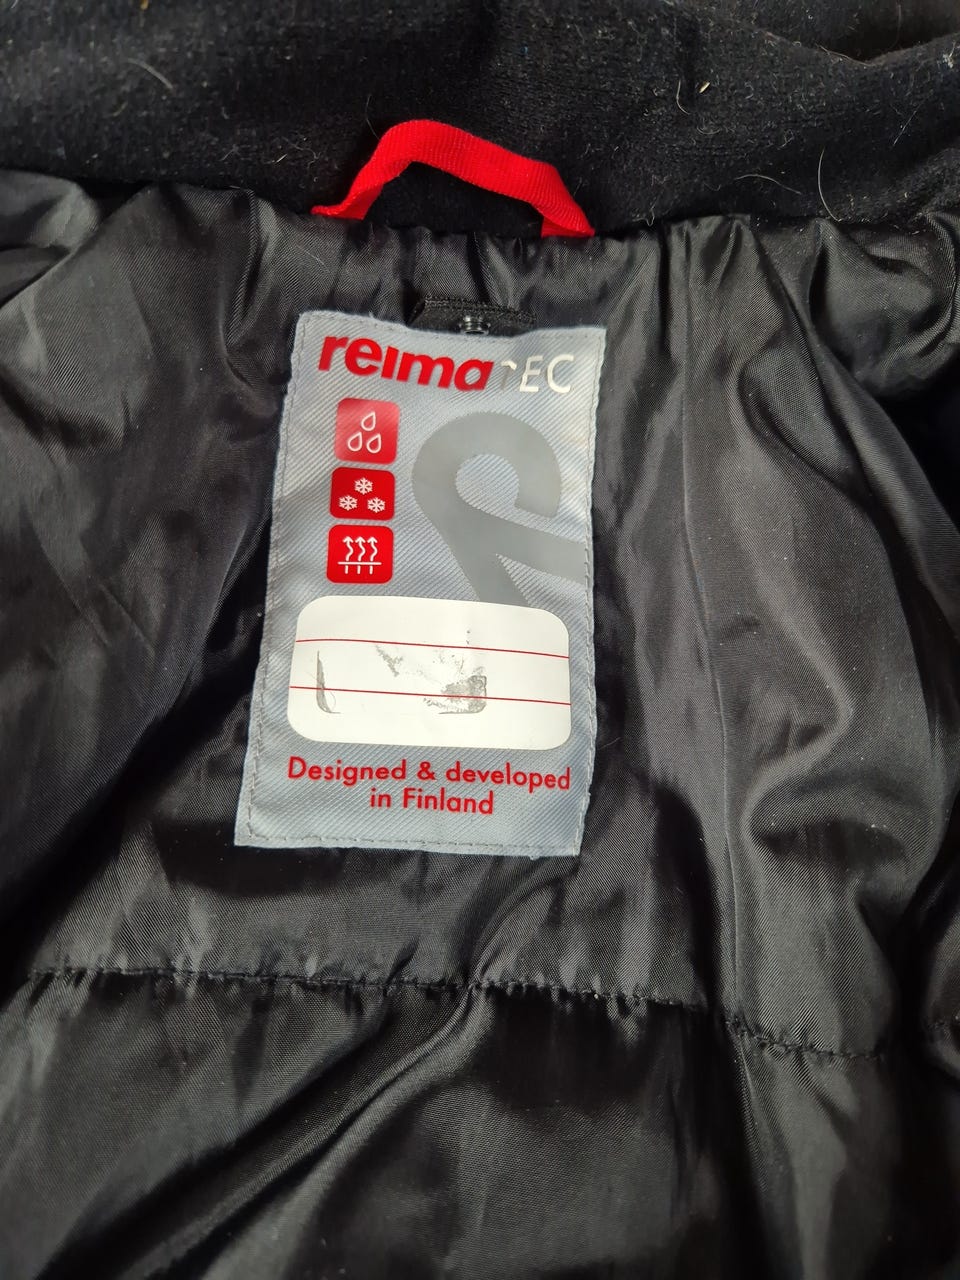 reimaTEC
Designed & developed
in Finland